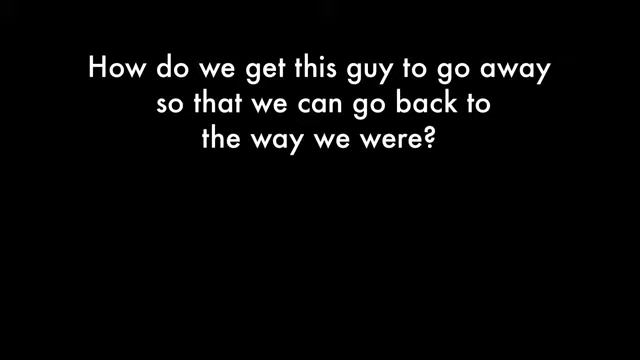 How do we get this guy to go away
so that we can go back to
the way we were?